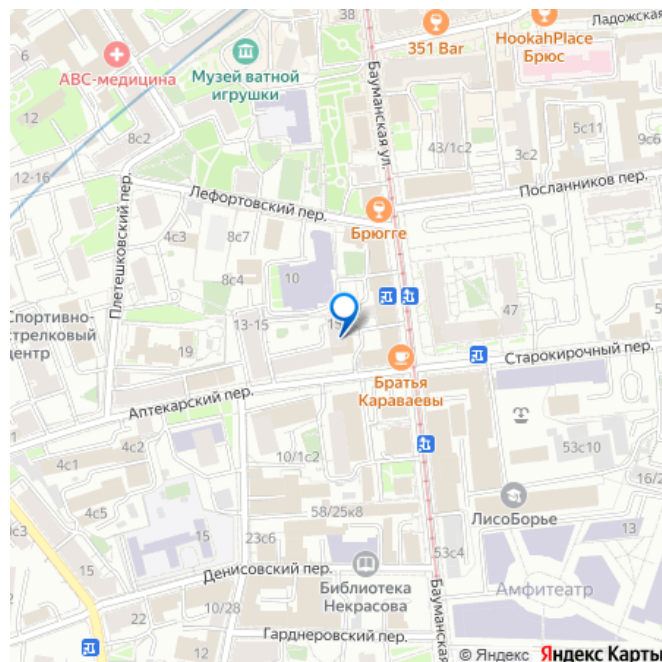 38
Ладожская
6
351 Bar
HookahPlace
Брюс
АВС-медицина
Музей ватной
игрушки
Бауманская ул.
12
8с2
5с11
43/1с2
3с2
9с6
12-16
Посланников пер.
Лефортовский пер.
Плетешковский пер.
4с3
8с7
Брюгге
8с4
10
47
Спортивно-
стрелковый
центр
13-15
19
Старокирочный пер.
Братья
Караваевы
Аптекарский пер.
4с2
4с1
10/1с2
53с10
16/2
4с5
58/25к8
ЛисоБорье
15
23с6
13
15
53с4
Денисовский пер.
Библиотека
Некрасова
Амфитеатр
10/28
Бауманская
Гарднеровский пер.
© Яндекс Яндекс Карты